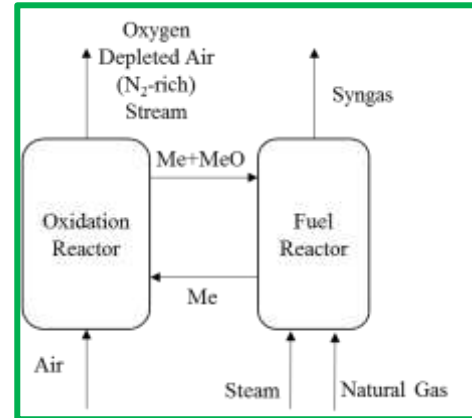 Oxygen
Depleted Air
(N₂-rich)
Stream
Syngas
Me+MeO
Oxidation
Reactor
Fuel
Reactor
Me
Air
Steam
Natural Gas